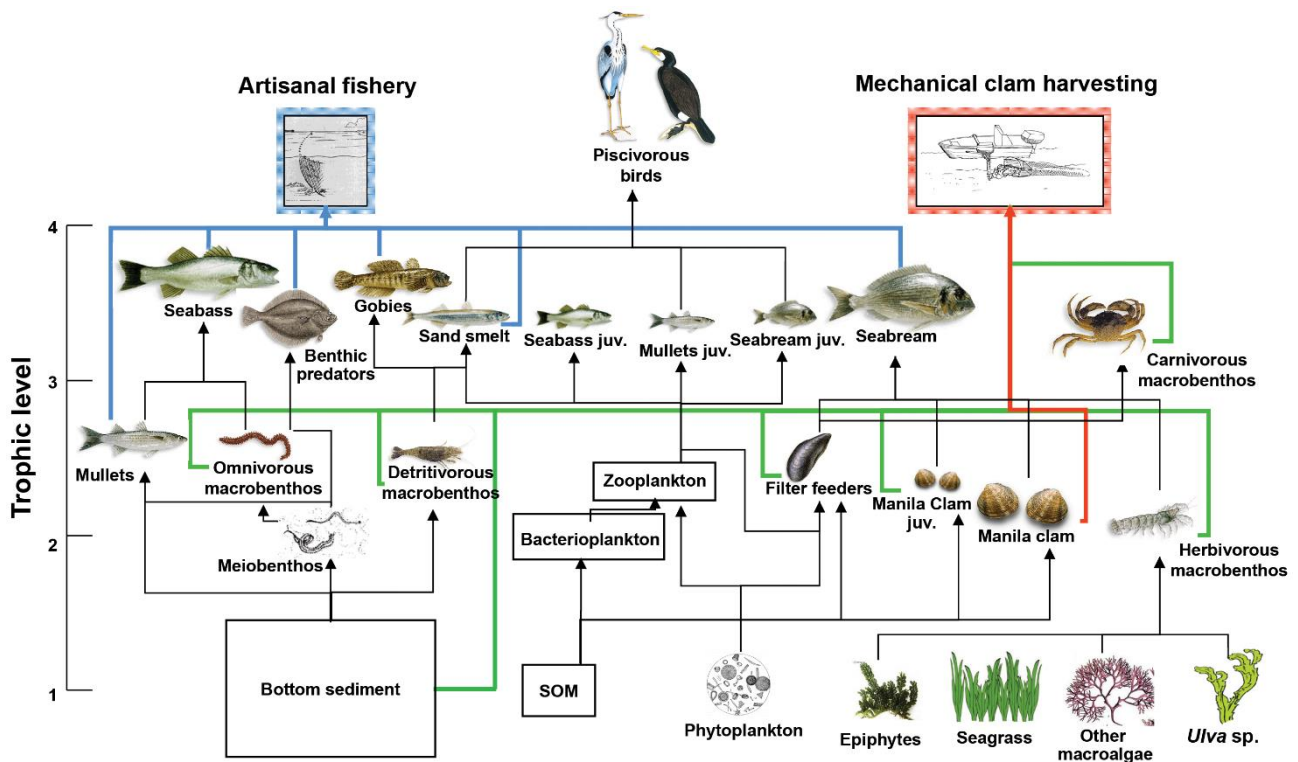 Artisanal fishery
Mechanical clam harvesting
Piscivorous
birds
Trophic level
4
3
2
1
Seabass
Benthic
predators
Gobies
Sand smelt
Seabass juv.
Mullets juv.
Seabream juv.
Seabream
Carnivorous
macrobenthos
Mullets
Omnivorous
macrobenthos
Detritivorous
macrobenthos
Zooplankton
Filter feeders
Manila Clam
juv.
Manila clam
Herbivorous
macrobenthos
Bacterioplankton
Meiobenthos
Bottom sediment
SOM
Phytoplankton
Epiphytes
Seagrass
Other
macroalgae
Ulva sp.